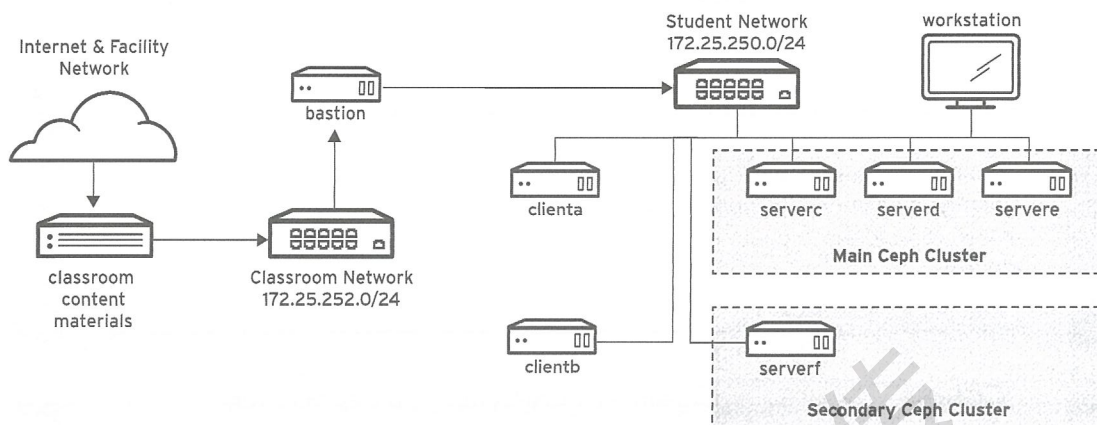 Internet & Facility
Network
bastion
Student Network
172.25.250.0/24
workstation
clienta
serverc
serverd
servere
Main Ceph Cluster
classroom
content
materials
Classroom Network
172.25.252.0/24
clientb
serverf
Secondary Ceph Cluster